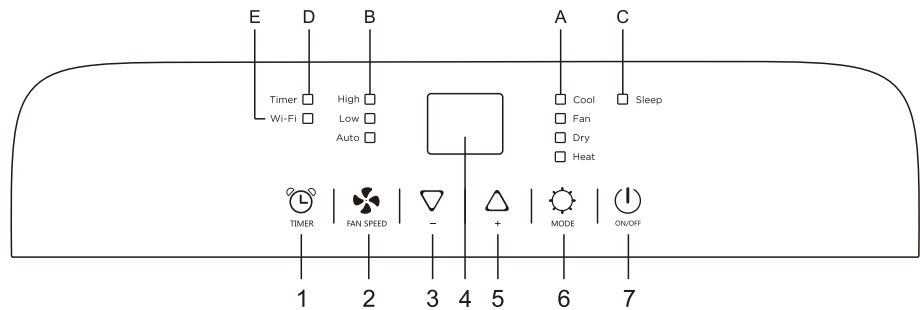 E D B A C
Timer High Cool Sleep
Wi-Fi Low Fan
Auto Dry
Heat
TIMER FAN SPEED − + MODE ON/OFF
1 2 3 4 5 6 7